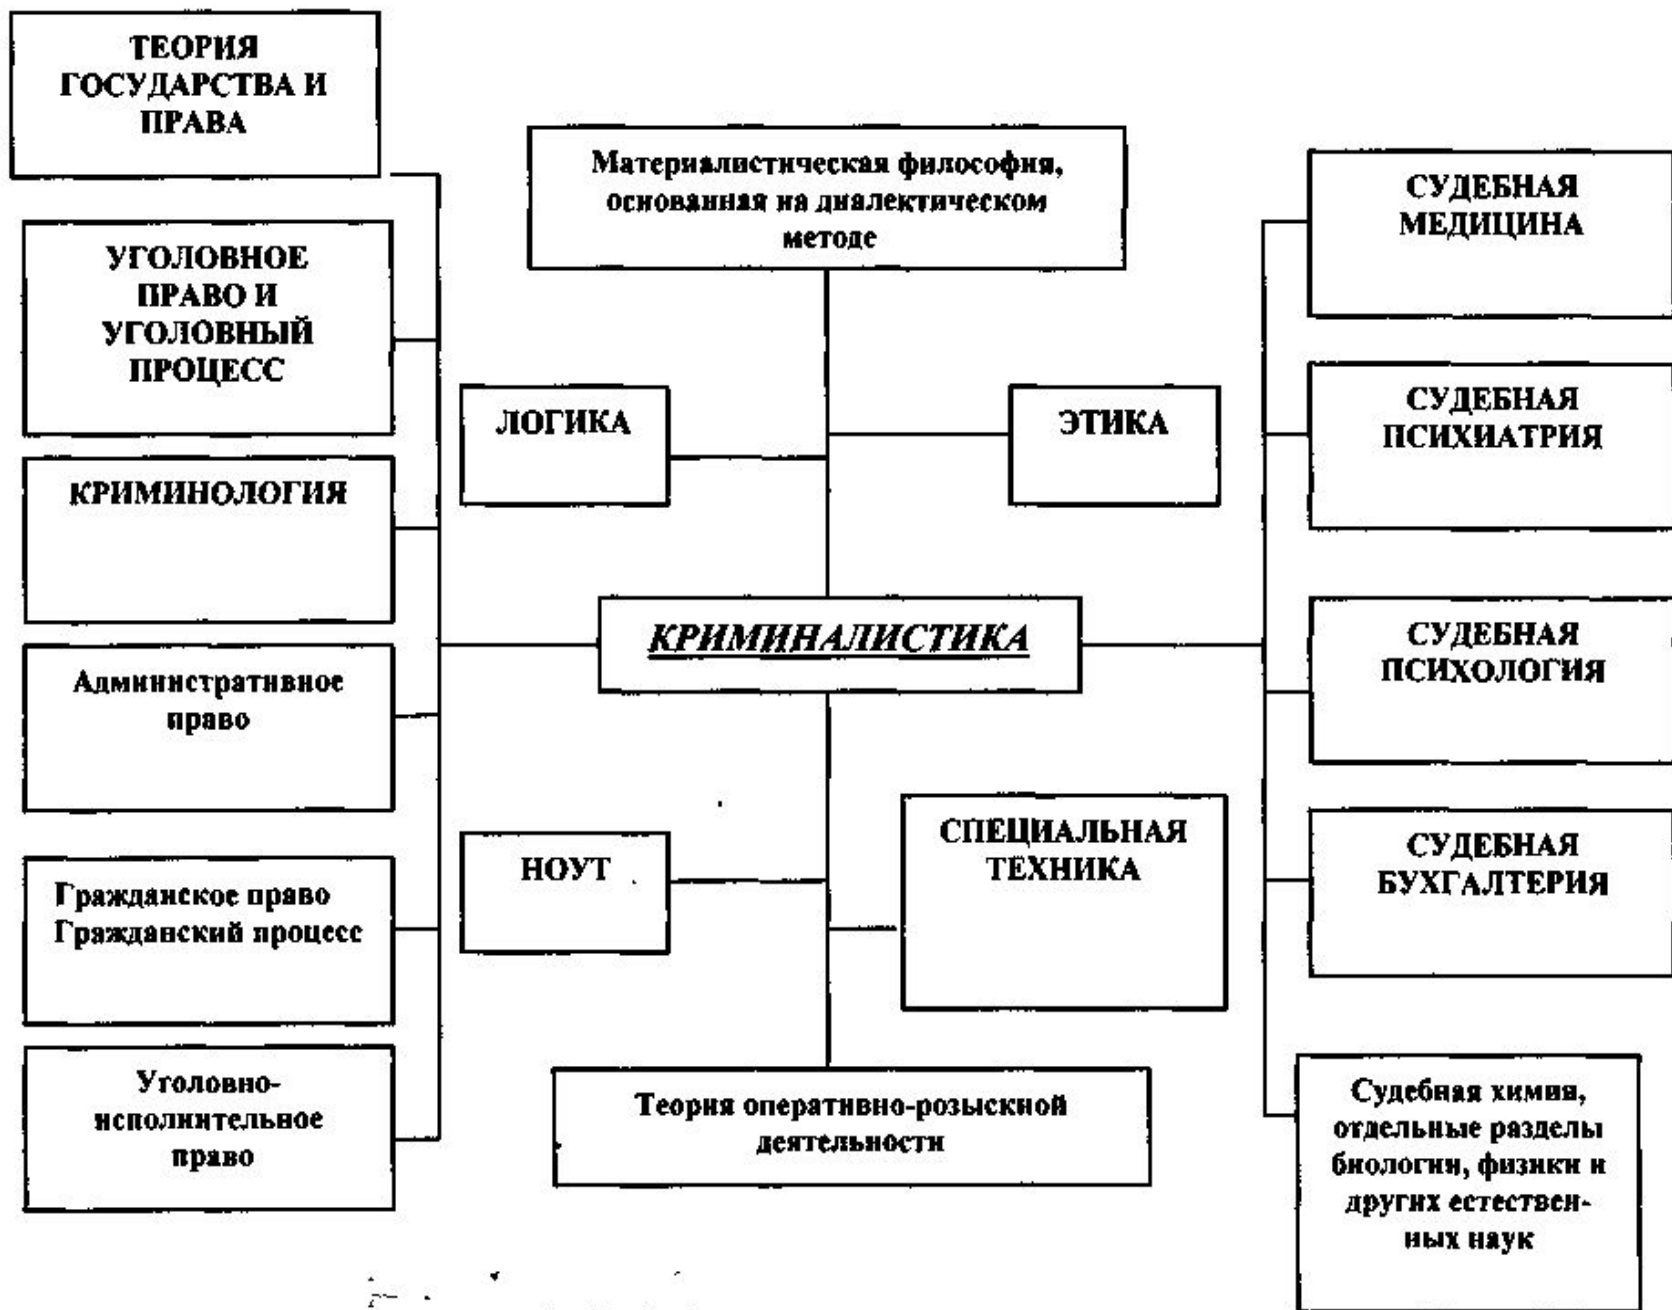 ТЕОРИЯ
ГОСУДАРСТВА И
ПРАВА
УГОЛОВНОЕ
ПРАВО И
УГОЛОВНЫЙ
ПРОЦЕСС
КРИМИНОЛОГИЯ
Административное
право
Гражданское право
Гражданский процесс
Уголовно-
исполнительное
право
Материалистическая философия,
основанная на диалектическом
методе
ЛОГИКА
ЭТИКА
КРИМИНАЛИСТИКА
НОУТ
СПЕЦИАЛЬНАЯ
ТЕХНИКА
Теория оперативно-розыскной
деятельности
СУДЕБНАЯ
МЕДИЦИНА
СУДЕБНАЯ
ПСИХИАТРИЯ
СУДЕБНАЯ
ПСИХОЛОГИЯ
СУДЕБНАЯ
БУХГАЛТЕРИЯ
Судебная химия,
отдельные разделы
биологии, физики и
других естествен-
ных наук